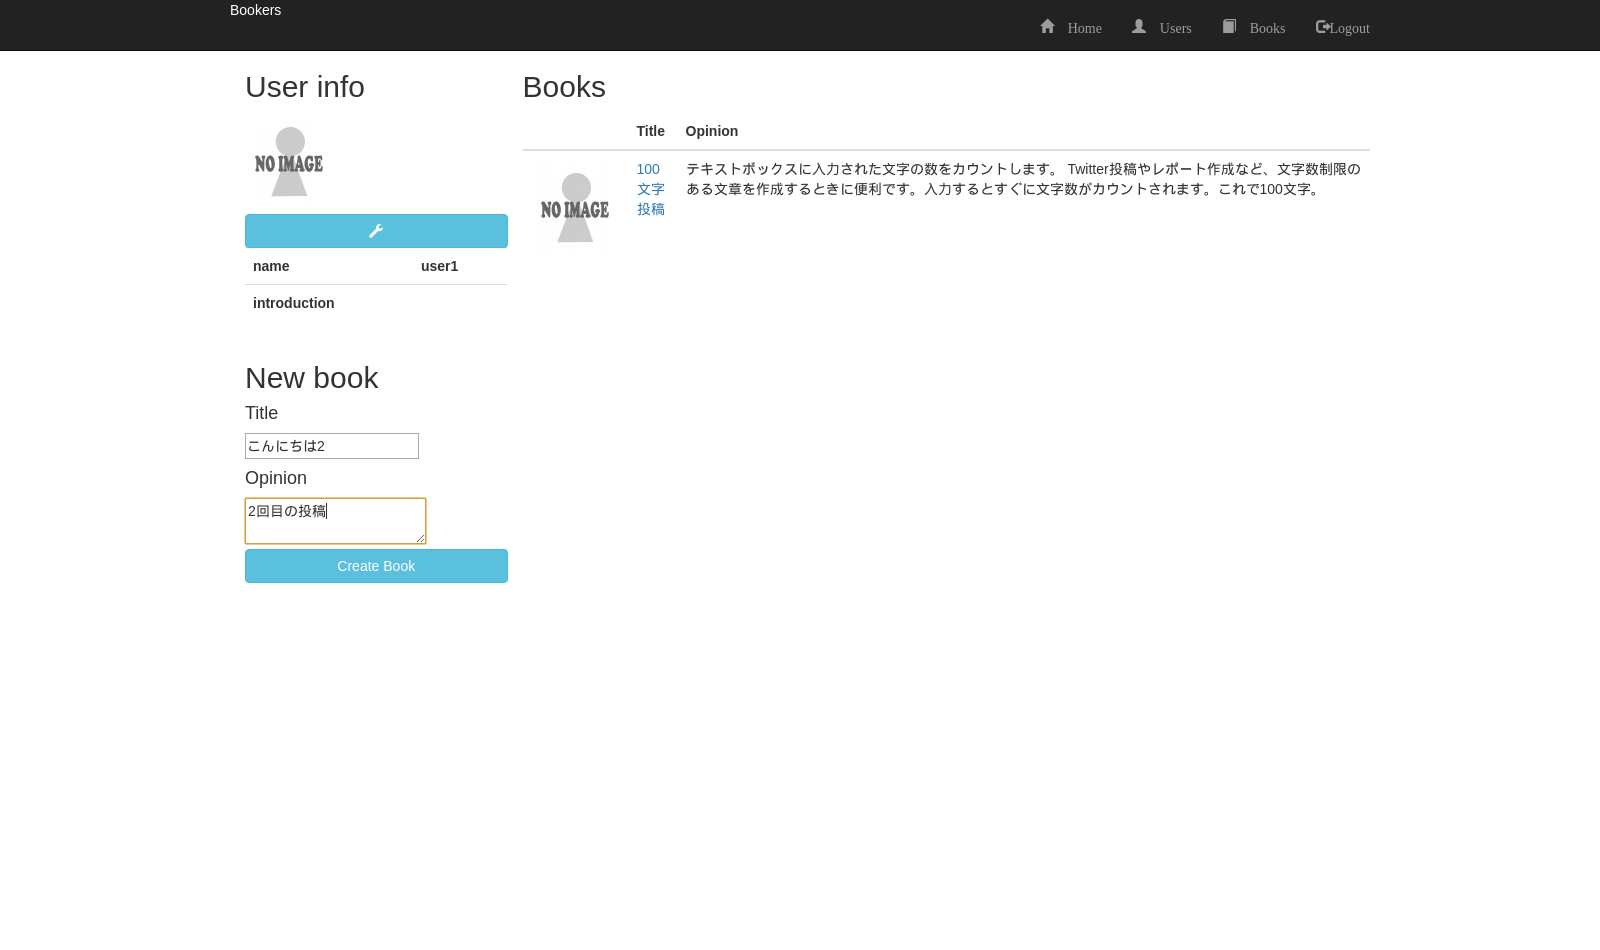 Bookers
Home Users Books Logout
User info
NO IMAGE
name user1
introduction
New book
Title
こんにちは2
Opinion
2回目の投稿
Create Book
Books
Title Opinion
NO IMAGE
100
文字
投稿
テキストボックスに入力された文字の数をカウントします。 Twitter投稿やレポート作成など、文字数制限の
ある文章を作成するときに便利です。入力するとすぐに文字数がカウントされます。これで100文字。